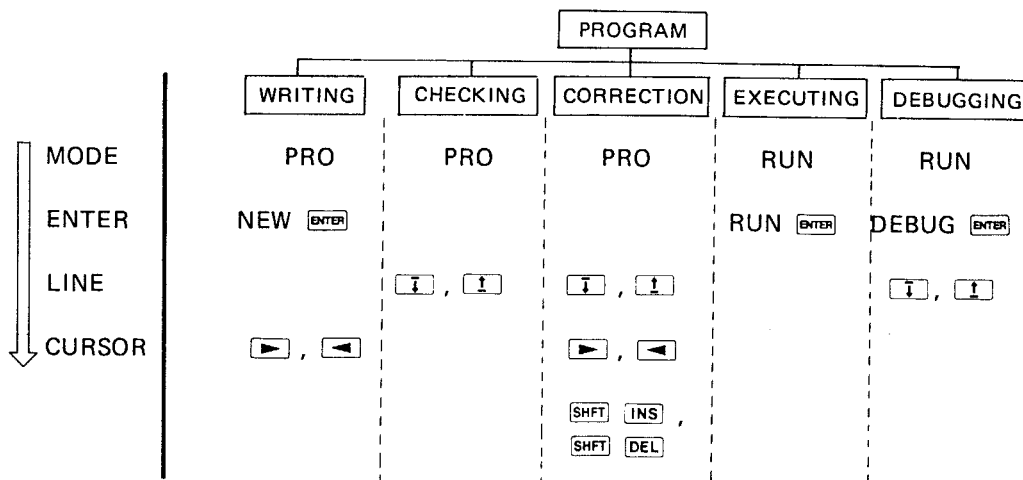 PROGRAM
WRITING CHECKING CORRECTION EXECUTING DEBUGGING
MODE PRO PRO PRO RUN RUN
ENTER NEW ENTER RUN ENTER DEBUG ENTER
LINE , , ,
CURSOR , ,
SHFT INS ,
SHFT DEL